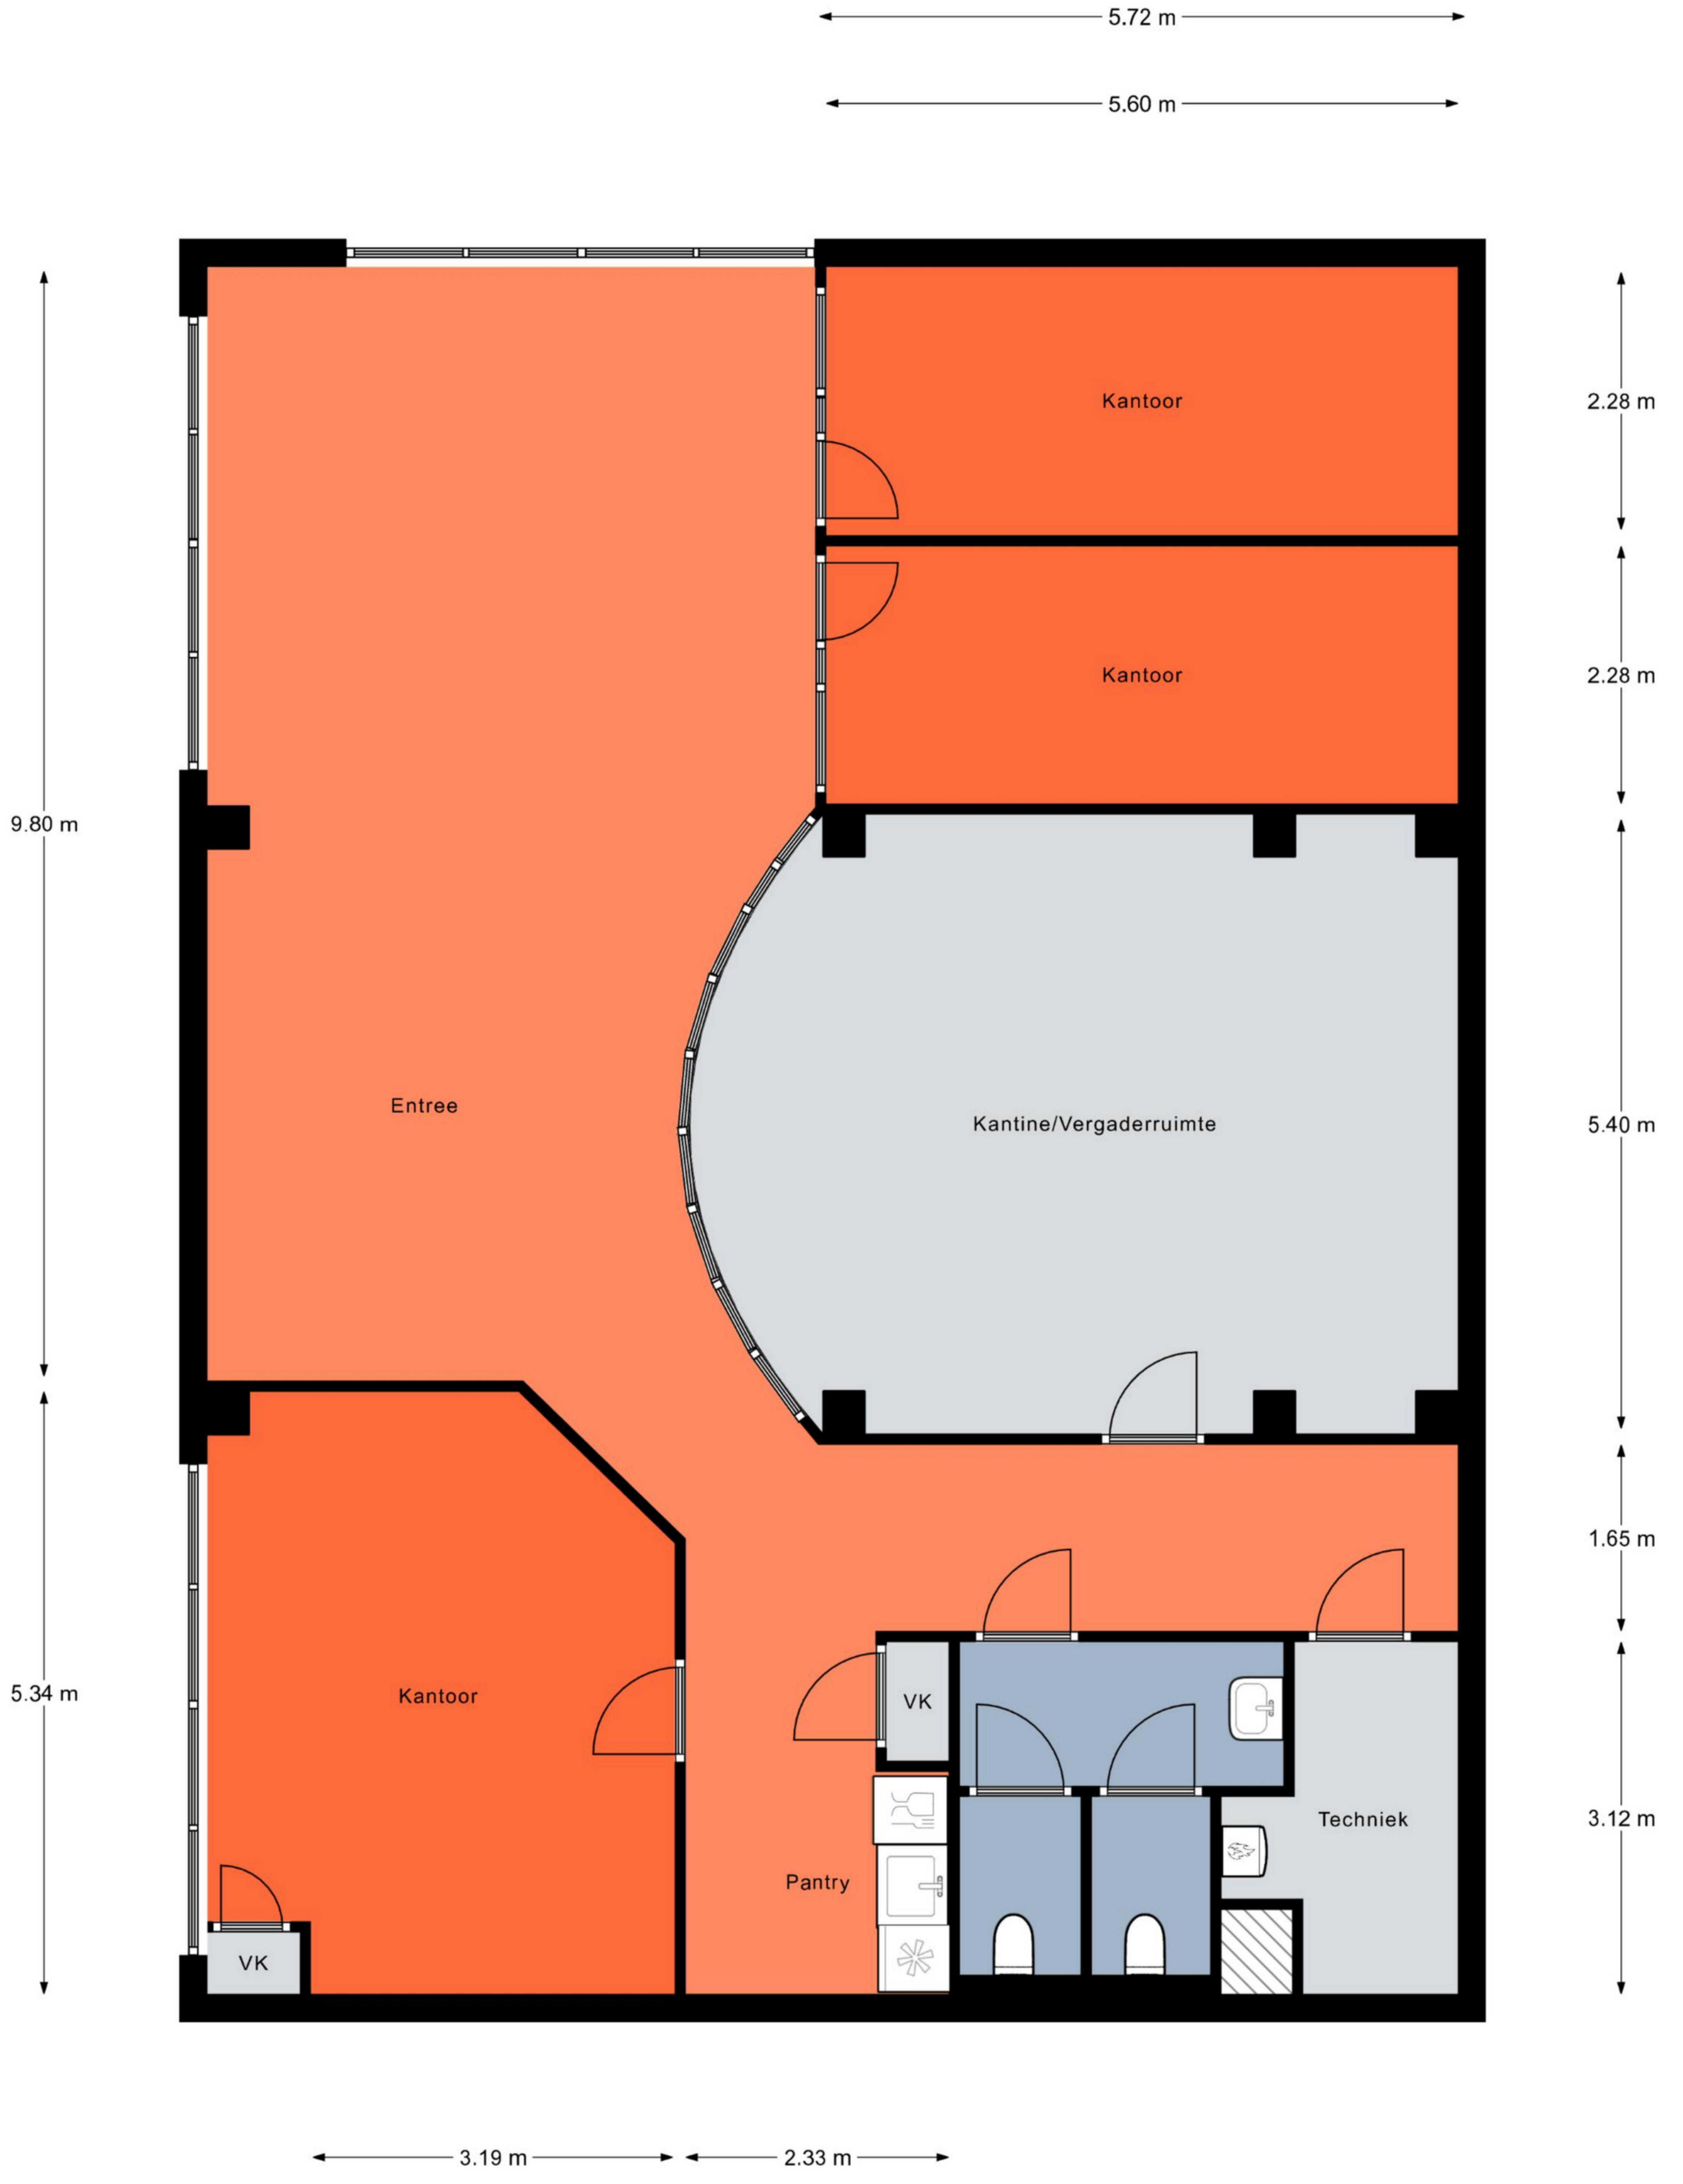 5.72 m
5.60 m
Kantoor
2.28 m
Kantoor
2.28 m
9.80 m
Entree
Kantine/Vergaderruimte
5.40 m
1.65 m
5.34 m
Kantoor
VK
Techniek
3.12 m
Pantry
VK
3.19 m
2.33 m